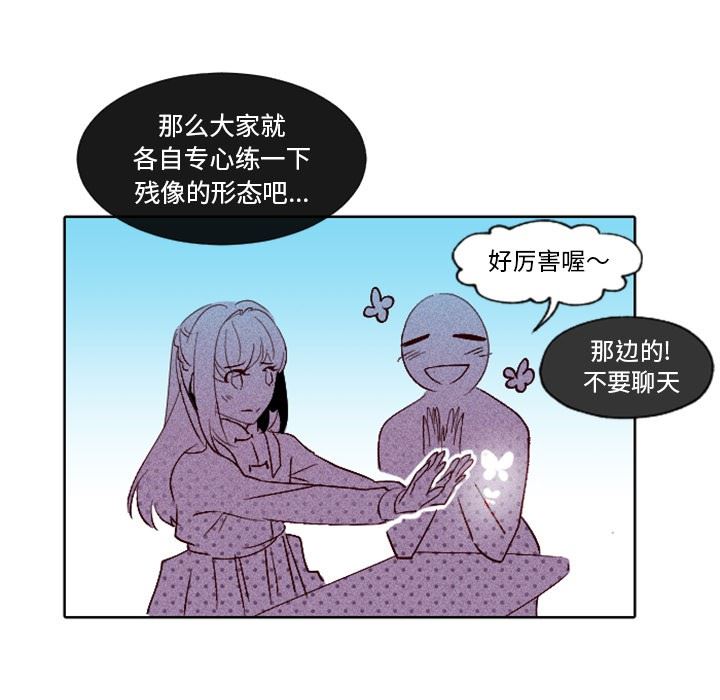 那么大家就
各自专心练一下
残像的形态吧...
好厉害喔～
那边的!
不要聊天